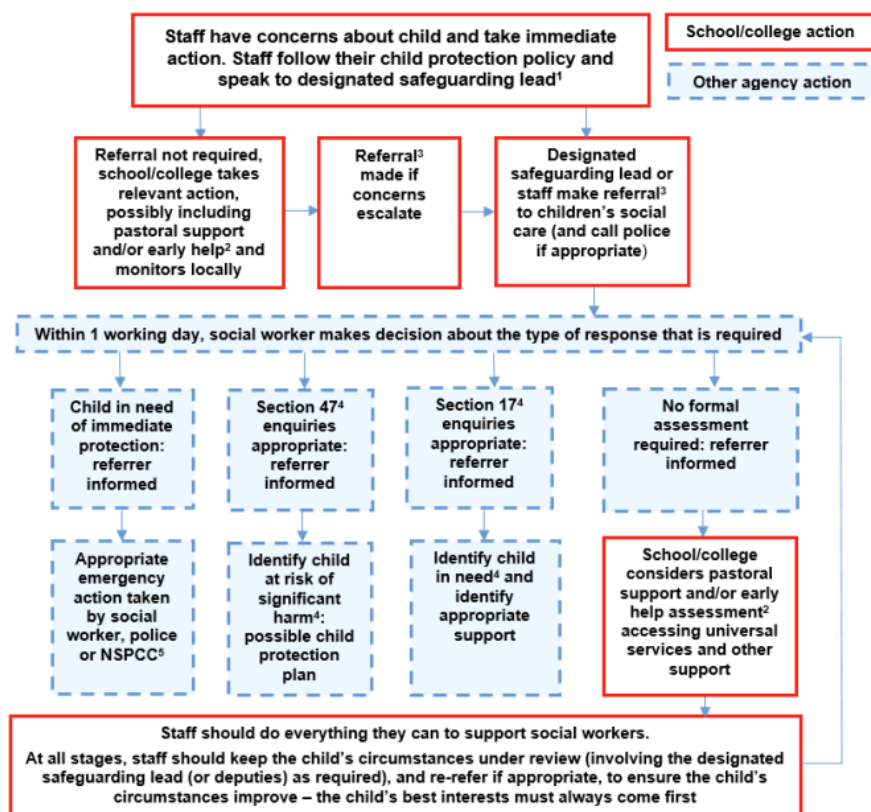 Staff have concerns about child and take immediate
action. Staff follow their child protection policy and
speak to designated safeguarding lead¹
School/college action
Other agency action
Referral not required,
school/college takes
relevant action,
possibly including
pastoral support
and/or early help² and
monitors locally
Referral³
made if
concerns
escalate
Designated
safeguarding lead or
staff make referral³
to children’s social
care (and call police
if appropriate)
Within 1 working day, social worker makes decision about the type of response that is required
Child in need
of immediate
protection:
referrer
informed
Section 47⁴
enquiries
appropriate:
referrer
informed
Section 17⁴
enquiries
appropriate:
referrer
informed
No formal
assessment
required: referrer
informed
Appropriate
emergency
action taken
by social
worker, police
or NSPCC⁵
Identify child
at risk of
significant
harm⁴:
possible child
protection
plan
Identify child
in need⁴ and
identify
appropriate
support
School/college
considers pastoral
support and/or early
help assessment²
accessing universal
services and other
support
Staff should do everything they can to support social workers.
At all stages, staff should keep the child’s circumstances under review (involving the designated
safeguarding lead (or deputies) as required), and re-refer if appropriate, to ensure the child’s
circumstances improve – the child’s best interests must always come first